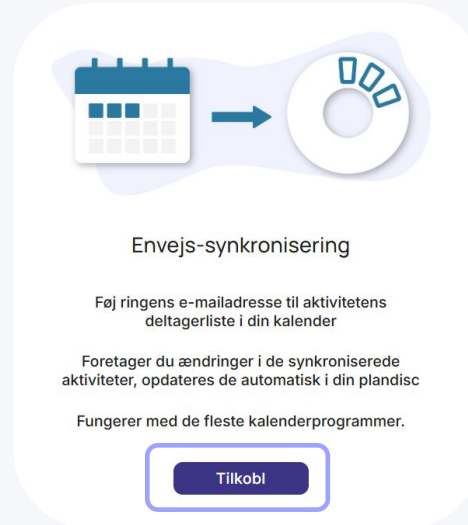 Envejs-synkronisering
Føj ringens e-mailadresse til aktivitetens
deltagerliste i din kalender
Foretager du ændringer i de synkroniserede
aktiviteter, opdateres de automatisk i din plandisc
Fungerer med de fleste kalenderprogrammer.
Tilkobl